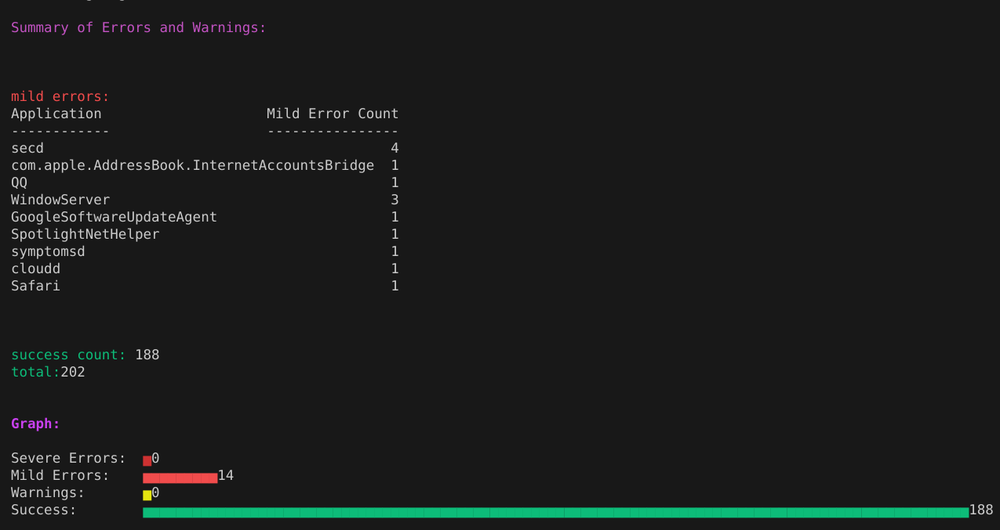 Summary of Errors and Warnings:
mild errors:
Application Mild Error Count
------------ ----------------
secd 4
com.apple.AddressBook.InternetAccountsBridge 1
QQ 1
WindowServer 3
GoogleSoftwareUpdateAgent 1
SpotlightNetHelper 1
symptomsd 1
cloudd 1
Safari 1
success count: 188
total:202
Graph:
Severe Errors: 0
Mild Errors: 14
Warnings: 0
Success: 188